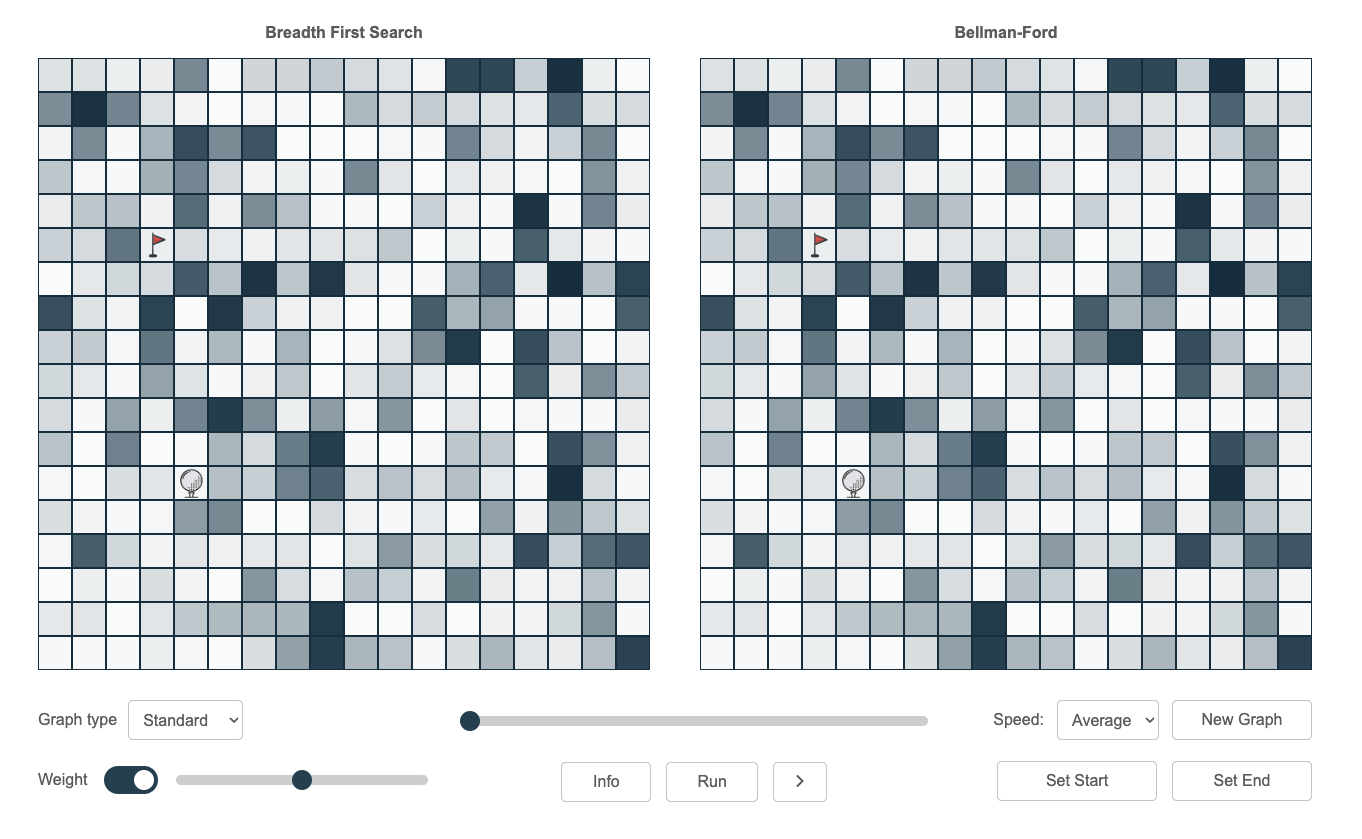 Breadth First Search
Bellman-Ford
Graph type
Standard
Speed:
Average
New Graph
Weight
Info
Run
>
Set Start
Set End